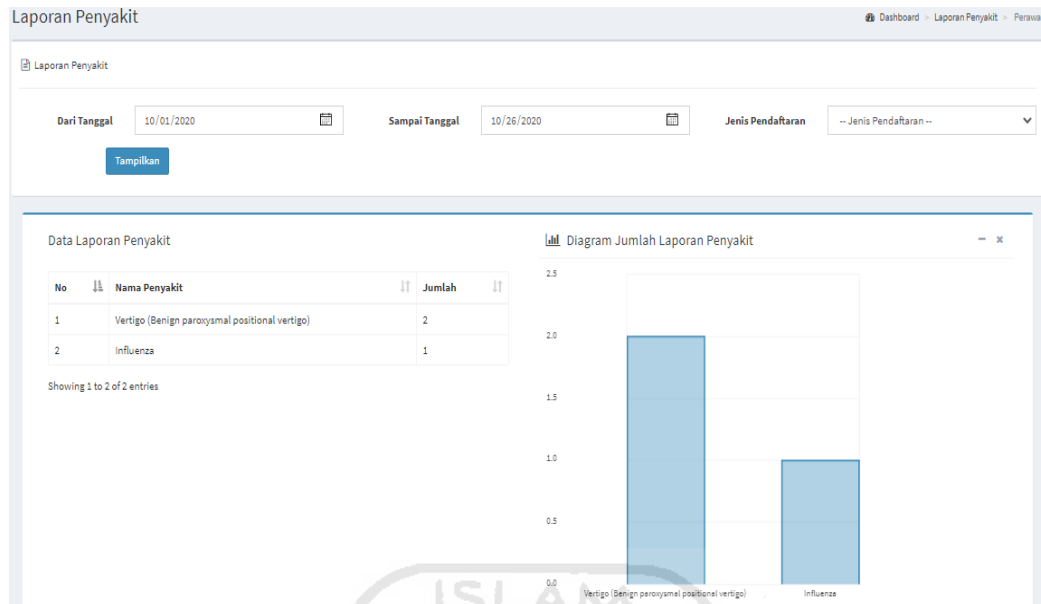 Laporan Penyakit
Dashboard > Laporan Penyakit > Perawa
Laporan Penyakit
Dari Tanggal 10/01/2020 Sampai Tanggal 10/26/2020 Jenis Pendaftaran -- Jenis Pendaftaran --
Tampilkan
Data Laporan Penyakit
No Nama Penyakit Jumlah
1 Vertigo (Benign paroxysmal positional vertigo) 2
2 Influenza 1
Showing 1 to 2 of 2 entries
Diagram Jumlah Laporan Penyakit
2.5
2.0
1.5
1.0
0.5
0.0
Vertigo (Benign paroxysmal positional vertigo) Influenza
ISLAM